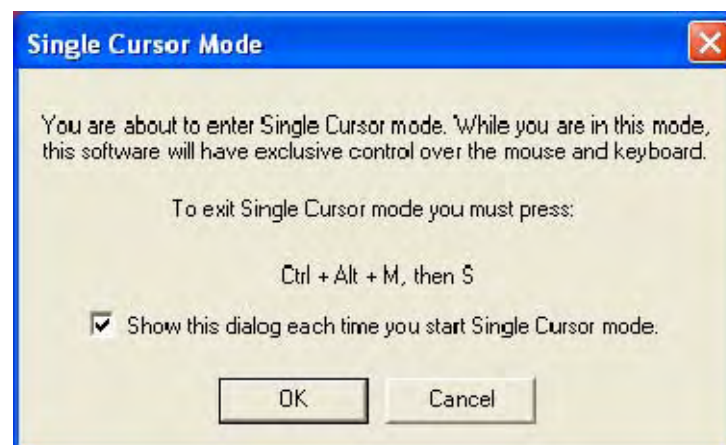 Single Cursor Mode
You are about to enter Single Cursor mode. While you are in this mode,
this software will have exclusive control over the mouse and keyboard.
To exit Single Cursor mode you must press:
Ctrl + Alt + M, then S
Show this dialog each time you start Single Cursor mode.
OK Cancel